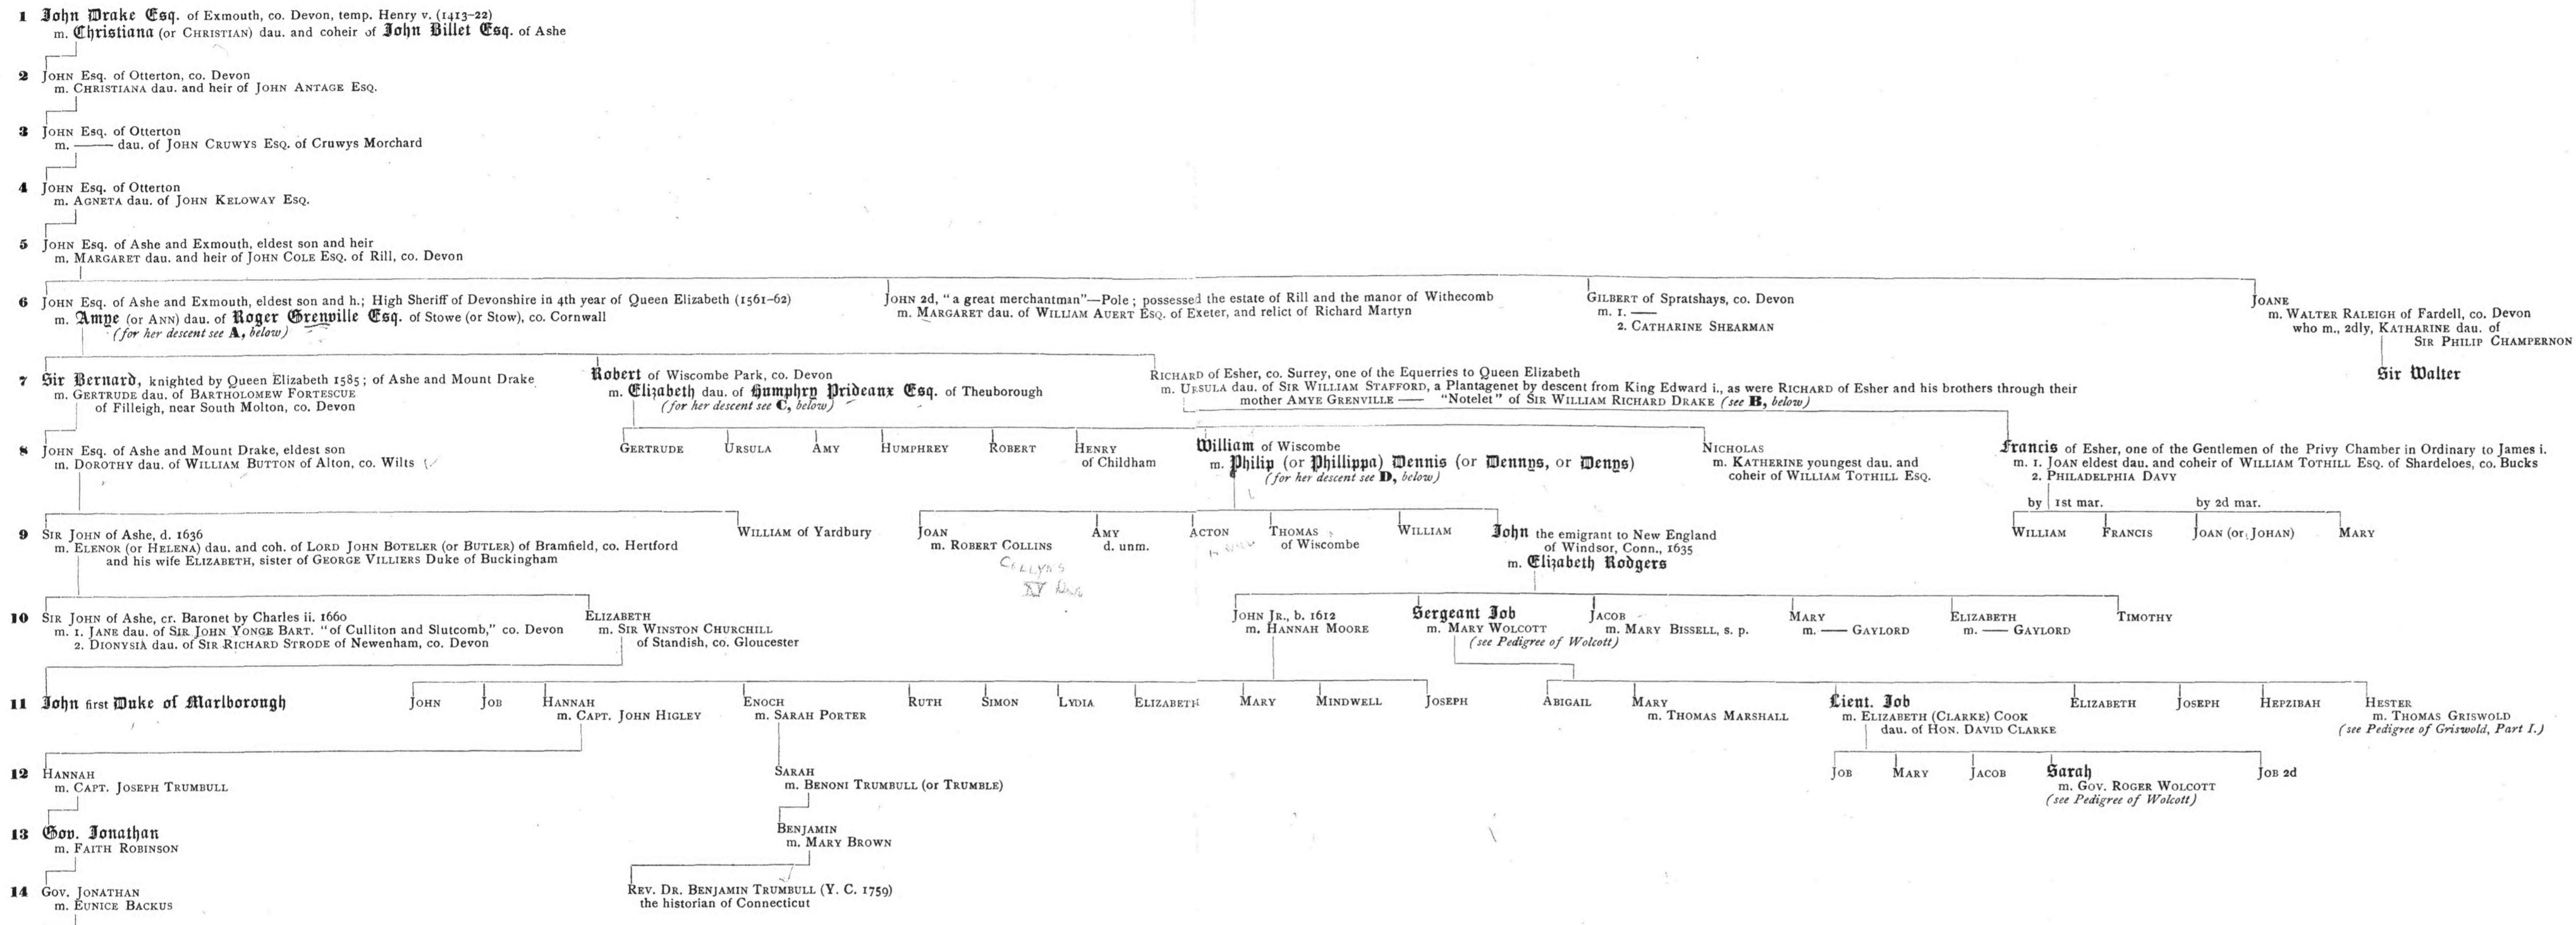 1 John Drake Esq. of Exmouth, co. Devon, temp. Henry v. (1413-22)
m. Christiana (or CHRISTIAN) dau. and coheir of John Billet Esq. of Ashe
2 JOHN Esq. of Otterton, co. Devon
m. CHRISTIANA dau. and heir of JOHN ANTAGE ESQ.
3 JOHN Esq. of Otterton
m. —— dau. of JOHN CRUWYS ESQ. of Cruwys Morchard
4 JOHN Esq. of Otterton
m. AGNETA dau. of JOHN KELOWAY ESQ.
5 JOHN Esq. of Ashe and Exmouth, eldest son and heir
m. MARGARET dau. and heir of JOHN COLE ESQ. of Rill, co. Devon
6 JOHN Esq. of Ashe and Exmouth, eldest son and h.; High Sheriff of Devonshire in 4th year of Queen Elizabeth (1561-62)
m. Amye (or ANN) dau. of Roger Grenville Esq. of Stowe (or Stow), co. Cornwall
(for her descent see A, below)
JOHN 2d, "a great merchantman"—Pole; possessed the estate of Rill and the manor of Withecomb
m. MARGARET dau. of WILLIAM AUERT ESQ. of Exeter, and relict of Richard Martyn
GILBERT of Spratshays, co. Devon
m. 1. ——
2. CATHARINE SHEARMAN
JOANE
m. WALTER RALEIGH of Fardell, co. Devon
who m., 2dly, KATHARINE dau. of
SIR PHILIP CHAMPERNON
7 Sir Bernard, knighted by Queen Elizabeth 1585; of Ashe and Mount Drake
m. GERTRUDE dau. of BARTHOLOMEW FORTESCUE
of Filleigh, near South Molton, co. Devon
Robert of Wiscombe Park, co. Devon
m. Elizabeth dau. of Humphry Prideaux Esq. of Theuborough
(for her descent see C, below)
RICHARD of Esher, co. Surrey, one of the Equerries to Queen Elizabeth
m. URSULA dau. of SIR WILLIAM STAFFORD, a Plantagenet by descent from King Edward i., as were RICHARD of Esher and his brothers through their
mother AMYE GRENVILLE —— "Notelet" of SIR WILLIAM RICHARD DRAKE (see B, below)
Sir Walter
8 JOHN Esq. of Ashe and Mount Drake, eldest son
m. DOROTHY dau. of WILLIAM BUTTON of Alton, co. Wilts
GERTRUDE URSULA AMY HUMPHREY ROBERT HENRY
of Childham
William of Wiscombe
m. Philip (or Phillippa) Dennis (or Dennys, or Denys)
(for her descent see D, below)
NICHOLAS
m. KATHERINE youngest dau. and
coheir of WILLIAM TOTHILL ESQ.
Francis of Esher, one of the Gentlemen of the Privy Chamber in Ordinary to James i.
m. 1. JOAN eldest dau. and coheir of WILLIAM TOTHILL ESQ. of Shardeloes, co. Bucks
2. PHILADELPHIA DAVY
by 1st mar. by 2d mar.
9 SIR JOHN of Ashe, d. 1636
m. ELENOR (or HELENA) dau. and coh. of LORD JOHN BOTELER (or BUTLER) of Bramfield, co. Hertford
and his wife ELIZABETH, sister of GEORGE VILLIERS Duke of Buckingham
WILLIAM of Yardbury
JOAN
m. ROBERT COLLINS
COLLYNS
AMY
d. unm.
ACTON
THOMAS
of Wiscombe
WILLIAM
John the emigrant to New England
of Windsor, Conn., 1635
m. Elizabeth Rodgers
WILLIAM FRANCIS JOAN (or JOHAN) MARY
10 SIR JOHN of Ashe, cr. Baronet by Charles ii. 1660
m. 1. JANE dau. of SIR JOHN YONGE BART. "of Culliton and Slutcomb," co. Devon
2. DIONYSIA dau. of SIR RICHARD STRODE of Newenham, co. Devon
ELIZABETH
m. SIR WINSTON CHURCHILL
of Standish, co. Gloucester
JOHN JR., b. 1612
m. HANNAH MOORE
Sergeant Job
m. MARY WOLCOTT
(see Pedigree of Wolcott)
JACOB
m. MARY BISSELL, s. p.
MARY
m. —— GAYLORD
ELIZABETH
m. —— GAYLORD
TIMOTHY
11 John first Duke of Marlborough
JOHN JOB HANNAH
m. CAPT. JOHN HIGLEY
ENOCH
m. SARAH PORTER
RUTH SIMON LYDIA ELIZABETH MARY MINDWELL JOSEPH
ABIGAIL MARY
m. THOMAS MARSHALL
Lieut. Job
m. ELIZABETH (CLARKE) COOK
dau. of HON. DAVID CLARKE
ELIZABETH JOSEPH HEPZIBAH HESTER
m. THOMAS GRISWOLD
(see Pedigree of Griswold, Part I.)
12 HANNAH
m. CAPT. JOSEPH TRUMBULL
SARAH
m. BENONI TRUMBULL (or TRUMBLE)
JOB MARY JACOB Sarah
m. GOV. ROGER WOLCOTT
(see Pedigree of Wolcott)
JOB 2d
13 Gov. Jonathan
m. FAITH ROBINSON
BENJAMIN
m. MARY BROWN
14 GOV. JONATHAN
m. EUNICE BACKUS
REV. DR. BENJAMIN TRUMBULL (Y. C. 1759)
the historian of Connecticut